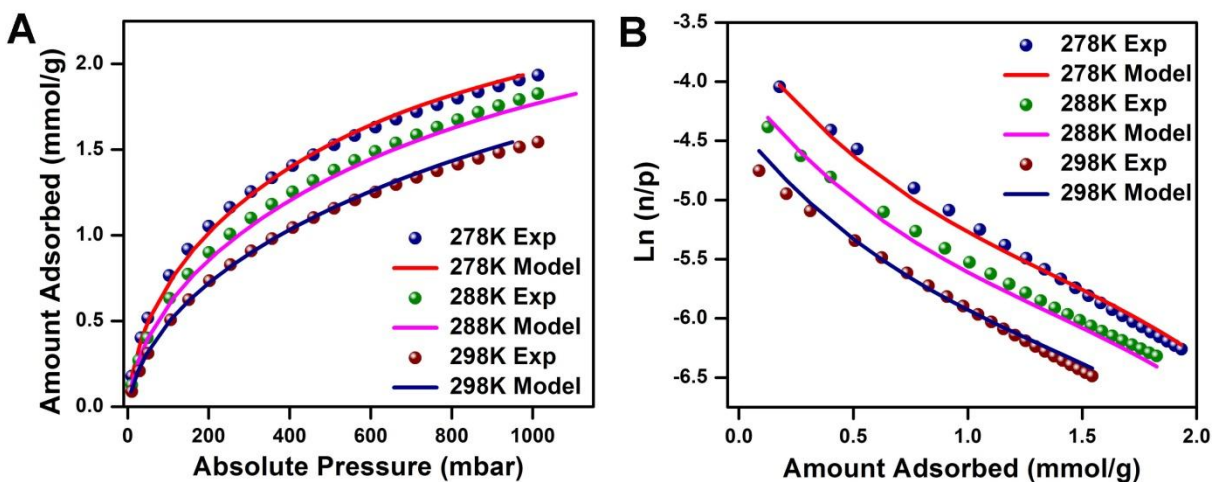 A
Amount Adsorbed (mmol/g)
2.0
1.5
1.0
0.5
0.0
278K Exp
278K Model
288K Exp
288K Model
298K Exp
298K Model
0 200 400 600 800 1000
Absolute Pressure (mbar)
B
Ln (n/p)
-3.5
-4.0
-4.5
-5.0
-5.5
-6.0
-6.5
278K Exp
278K Model
288K Exp
288K Model
298K Exp
298K Model
0.0 0.5 1.0 1.5 2.0
Amount Adsorbed (mmol/g)